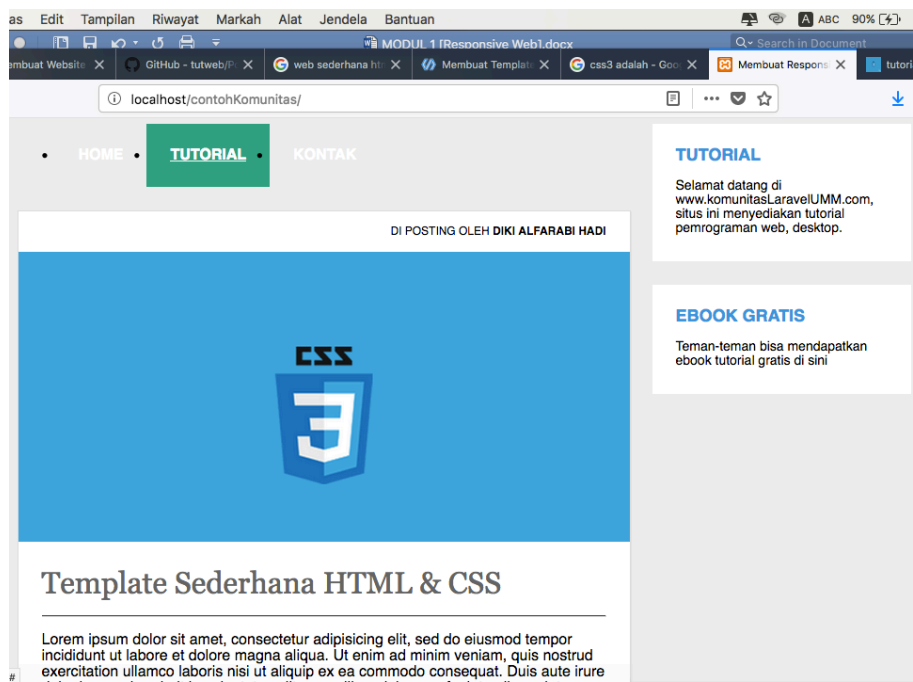 as Edit Tampilan Riwayat Markah Alat Jendela Bantuan A ABC 90%
MODUL 1 [Responsive Web].docx Search in Document
embuat Website GitHub - tutweb/P web sederhana htm Membuat Template css3 adalah - Goo Membuat Respons tutori
localhost/contohKomunitas/
• HOME • TUTORIAL • KONTAK
DI POSTING OLEH DIKI ALFARABI HADI
CSS
3
Template Sederhana HTML & CSS
Lorem ipsum dolor sit amet, consectetur adipisicing elit, sed do eiusmod tempor
incididunt ut labore et dolore magna aliqua. Ut enim ad minim veniam, quis nostrud
exercitation ullamco laboris nisi ut aliquip ex ea commodo consequat. Duis aute irure
#
TUTORIAL
Selamat datang di
www.komunitasLaravelUMM.com,
situs ini menyediakan tutorial
pemrograman web, desktop.
EBOOK GRATIS
Teman-teman bisa mendapatkan
ebook tutorial gratis di sini